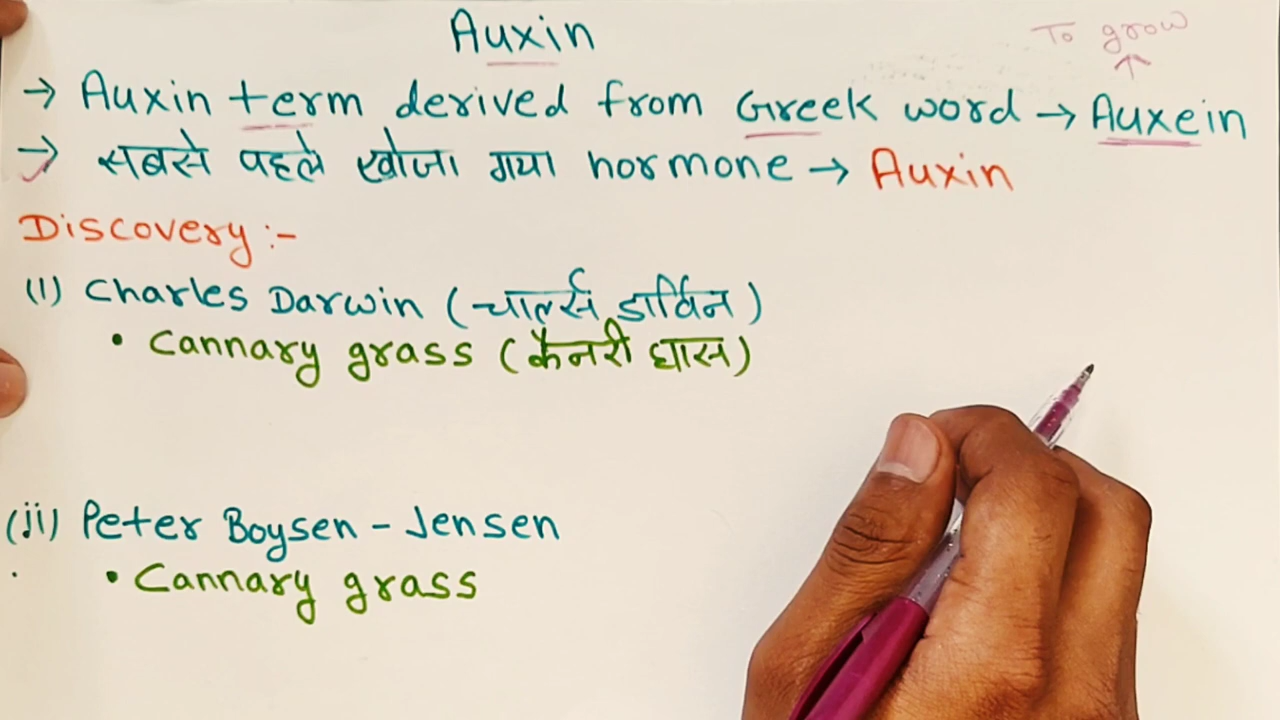 Auxin
To grow
→ Auxin term derived from Greek word → Auxein
→ सबसे पहले खोजा गया hormone → Auxin
Discovery :-
(i) Charles Darwin (चार्ल्स डार्विन)
• Cannary grass (कैनरी घास)
(ii) Peter Boysen - Jensen
• Cannary grass